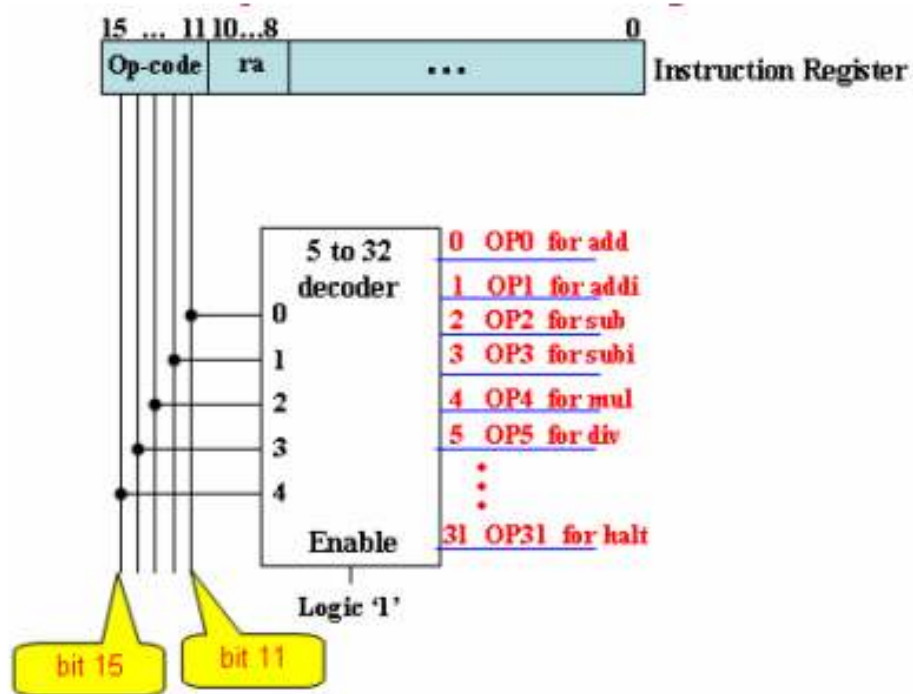 15 ... 11 10...8 0
Op-code ra ... Instruction Register
5 to 32
decoder
0
1
2
3
4
Enable
Logic ‘1’
0 OP0 for add
1 OP1 for addi
2 OP2 for sub
3 OP3 for subi
4 OP4 for mul
5 OP5 for div
31 OP31 for halt
bit 15
bit 11